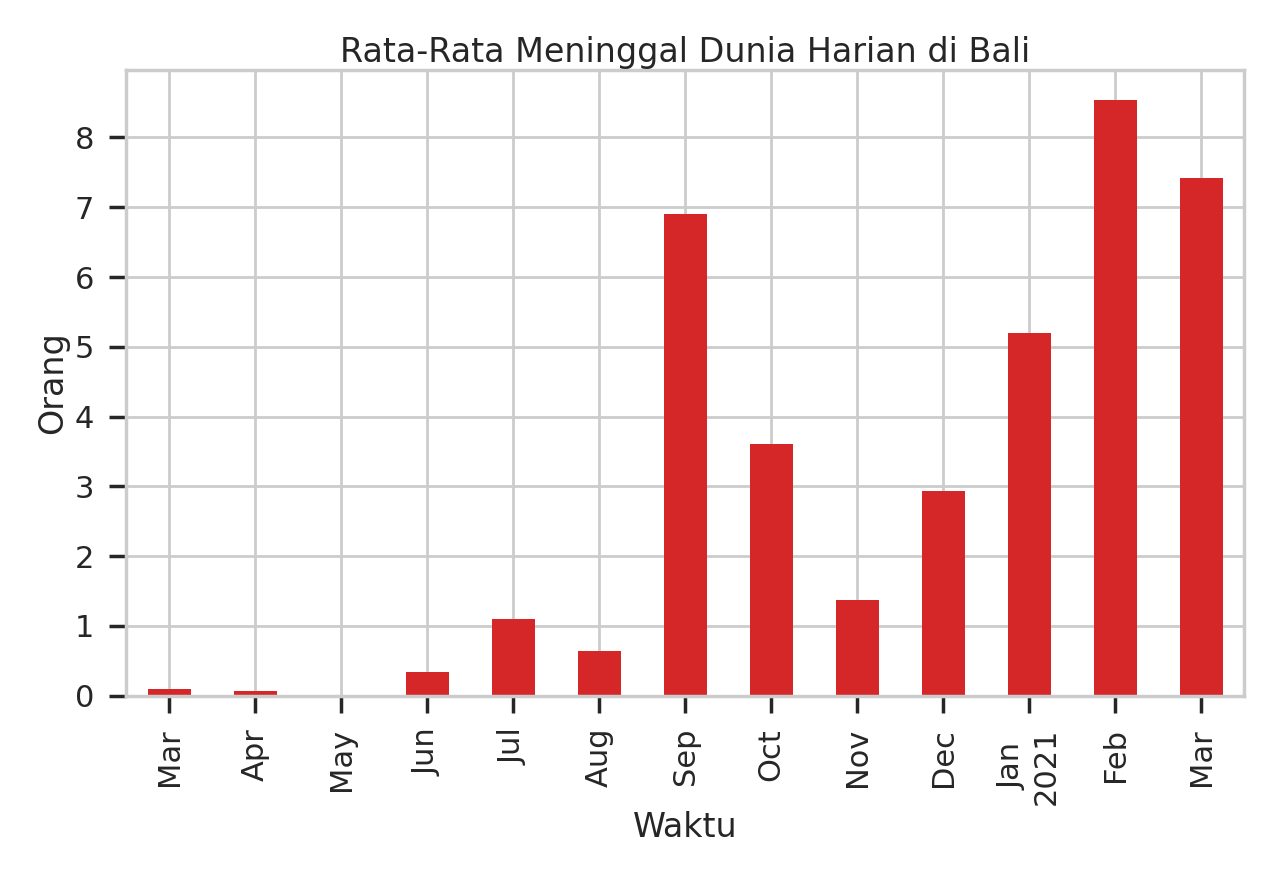 Rata-Rata Meninggal Dunia Harian di Bali
Orang
8
7
6
5
4
3
2
1
0
Mar
Apr
May
Jun
Jul
Aug
Sep
Oct
Nov
Dec
Jan
2021
Feb
Mar
Waktu